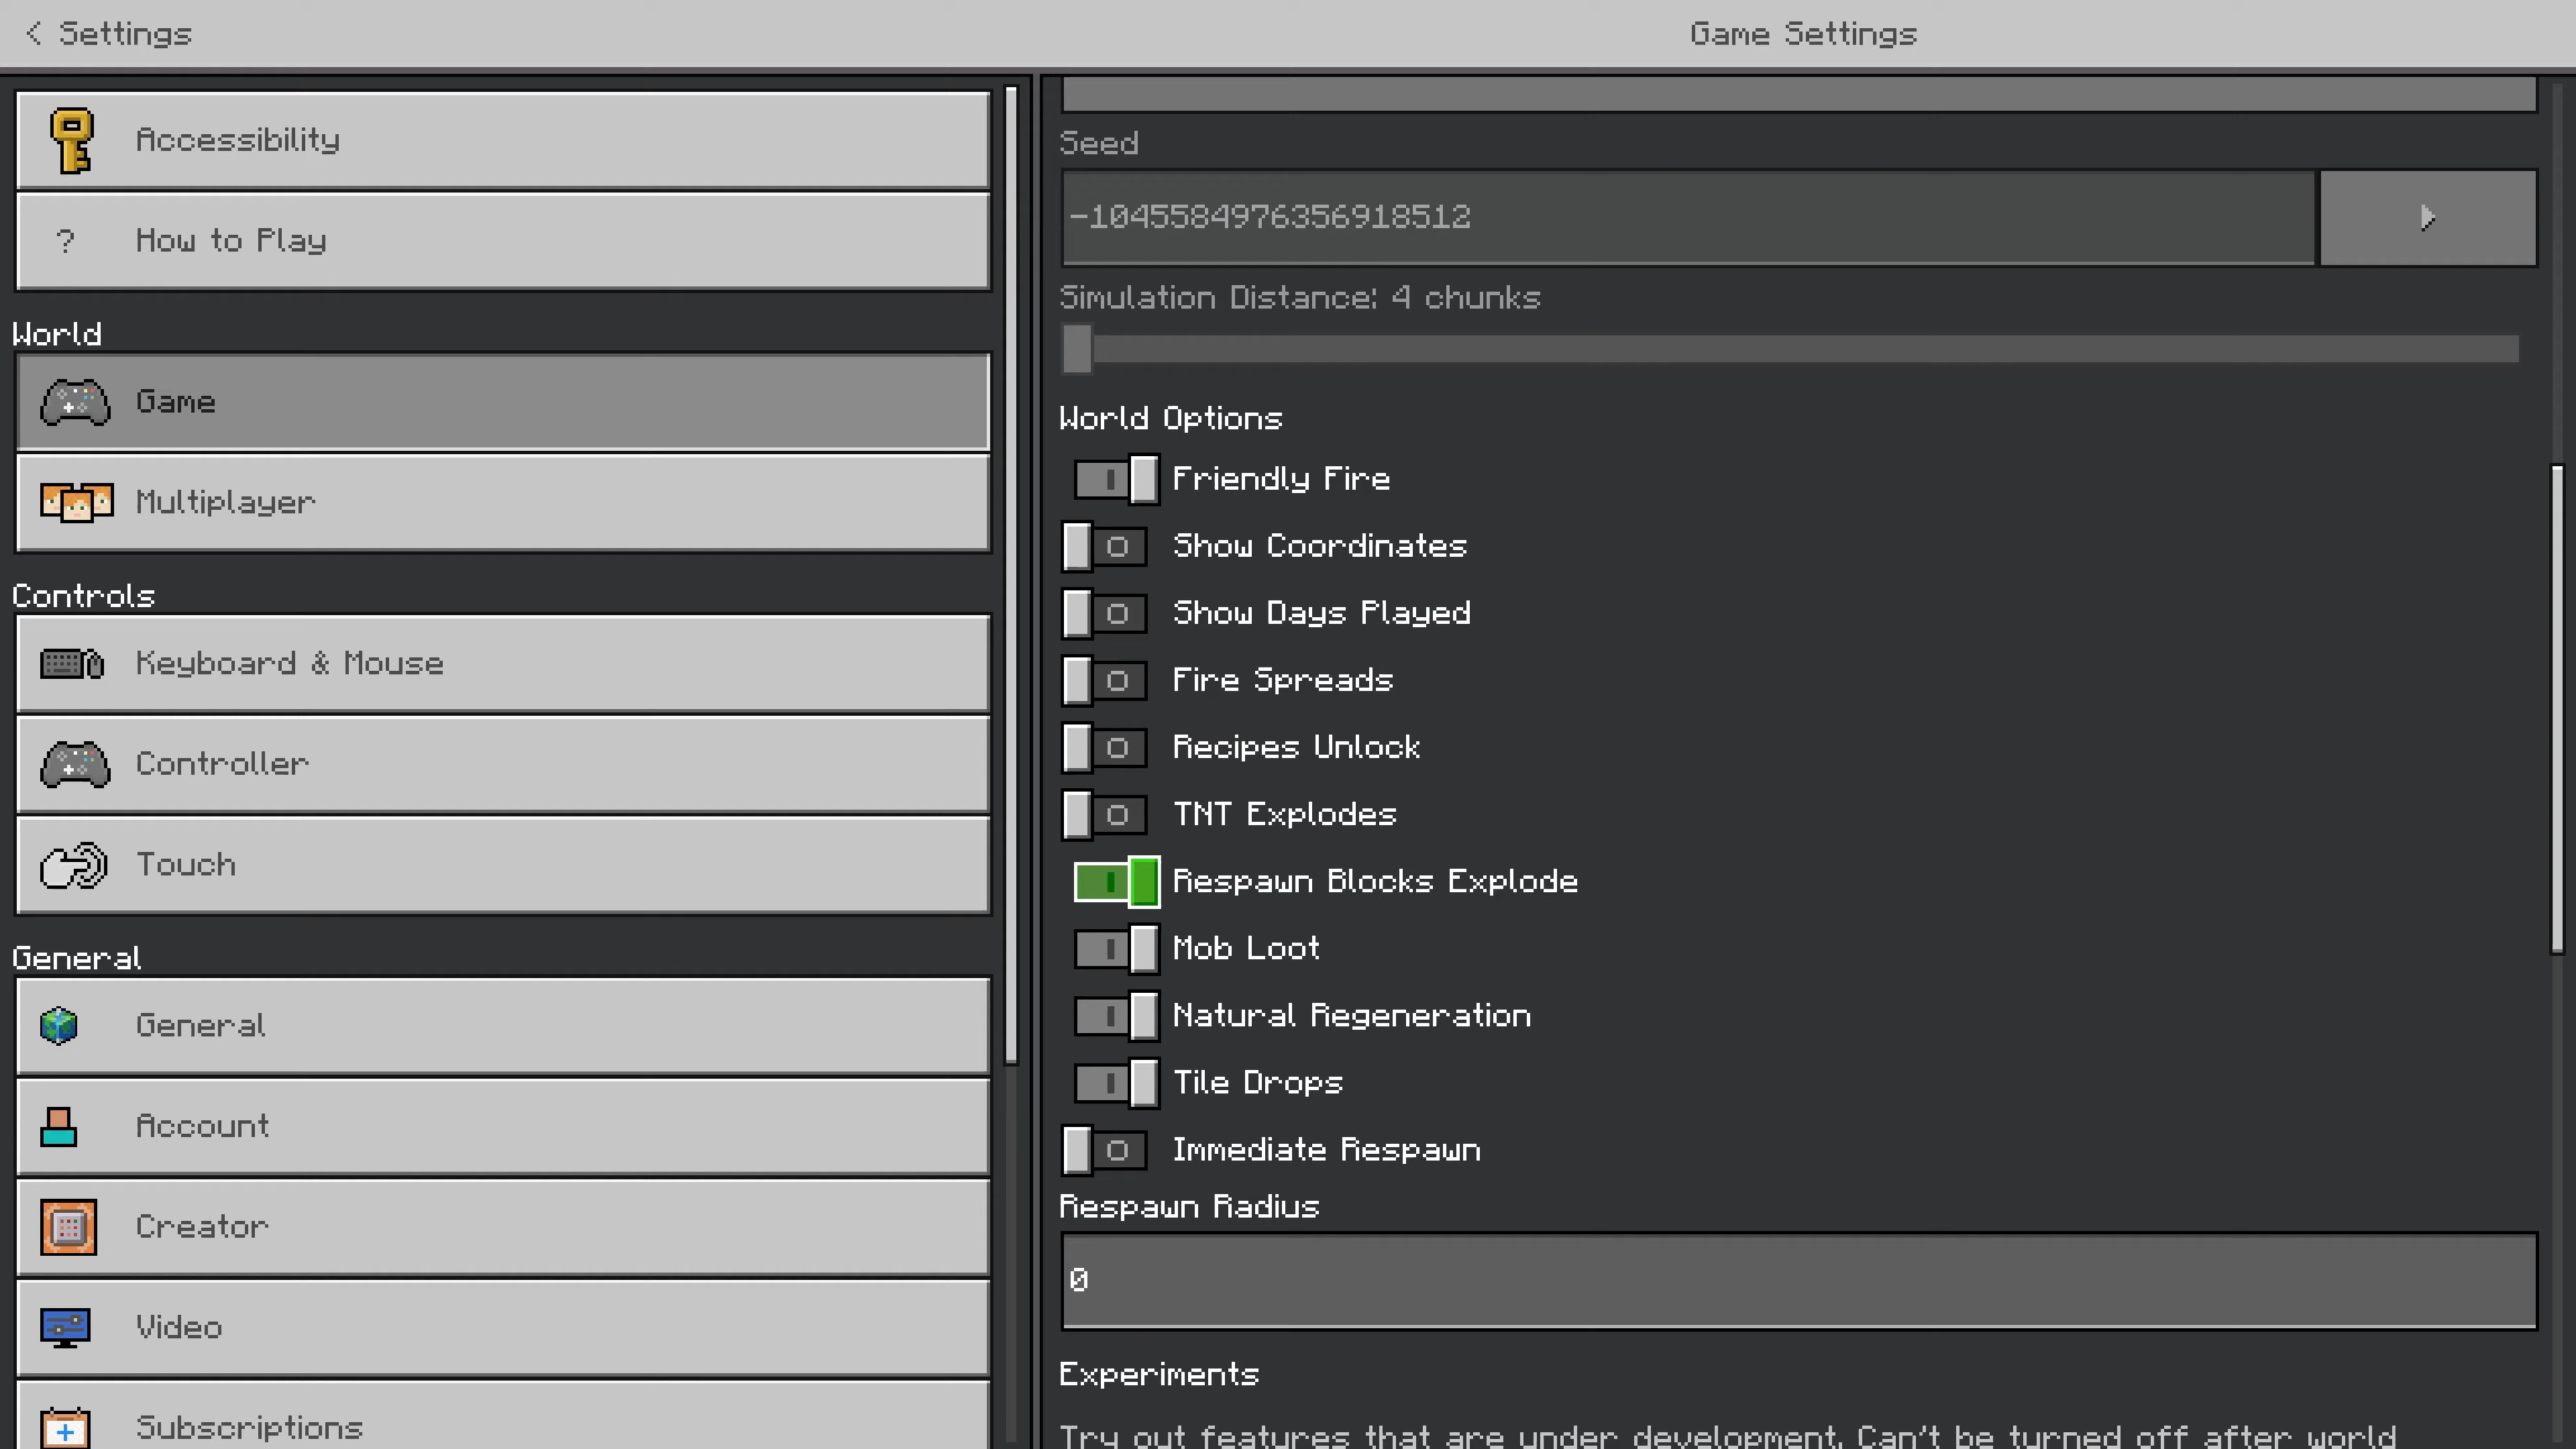 < Settings
Game Settings
Accessibility
? How to Play
World
Game
Multiplayer
Controls
Keyboard & Mouse
Controller
Touch
General
General
Account
Creator
Video
Subscriptions
Seed
-1045584976356918512
Simulation Distance: 4 chunks
World Options
Friendly Fire
Show Coordinates
Show Days Played
Fire Spreads
Recipes Unlock
TNT Explodes
Respawn Blocks Explode
Mob Loot
Natural Regeneration
Tile Drops
Immediate Respawn
Respawn Radius
0
Experiments
Try out features that are under development. Can't be turned off after world